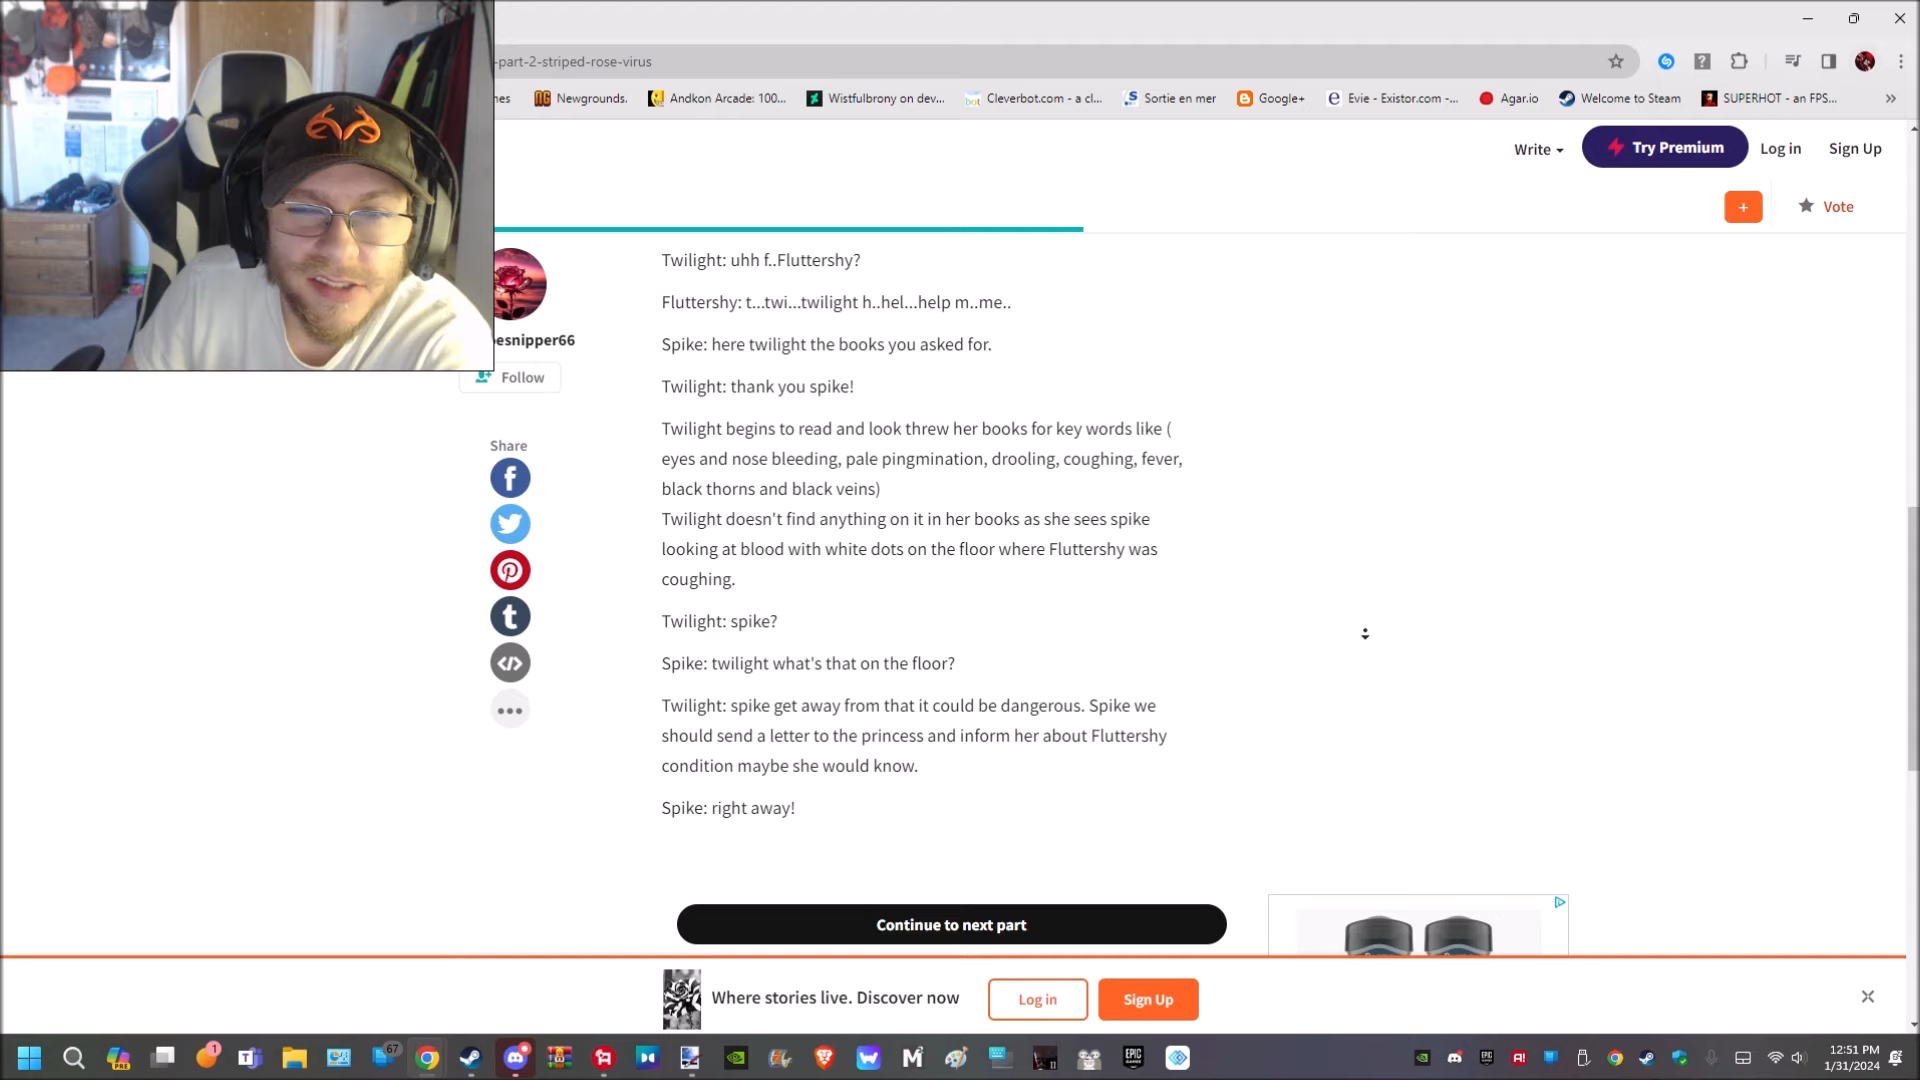 -part-2-striped-rose-virus
nes
Newgrounds.
Andkon Arcade: 100...
Wistfulbrony on dev...
Cleverbot.com - a cl...
Sortie en mer
Google+
Evie - Existor.com -...
Agar.io
Welcome to Steam
SUPERHOT - an FPS...
»
Write
Try Premium
Log in
Sign Up
+
Vote
Twilight: uhh f..Fluttershy?
Fluttershy: t...twi...twilight h..hel...help m..me..
esnipper66
Spike: here twilight the books you asked for.
Follow
Twilight: thank you spike!
Twilight begins to read and look threw her books for key words like (
Share
eyes and nose bleeding, pale pingmination, drooling, coughing, fever,
black thorns and black veins)
Twilight doesn't find anything on it in her books as she sees spike
looking at blood with white dots on the floor where Fluttershy was
coughing.
Twilight: spike?
Spike: twilight what's that on the floor?
Twilight: spike get away from that it could be dangerous. Spike we
should send a letter to the princess and inform her about Fluttershy
condition maybe she would know.
Spike: right away!
Continue to next part
Where stories live. Discover now
Log in
Sign Up
12:51 PM
1/31/2024